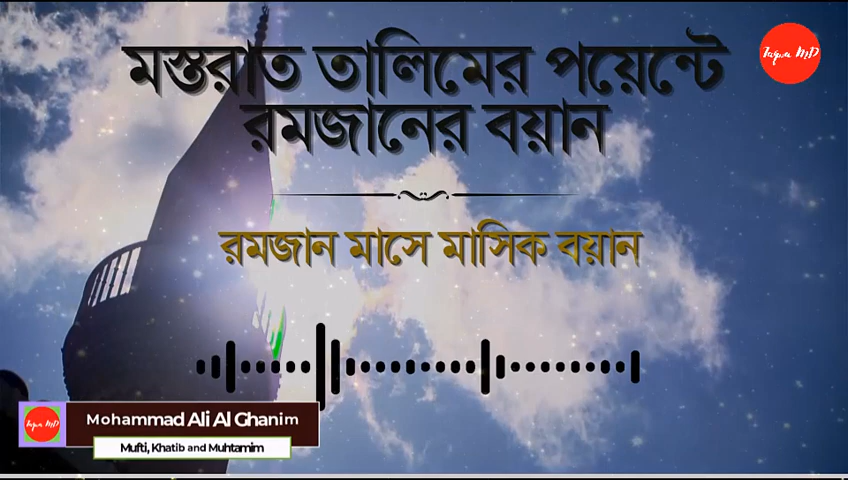 মস্তুরাত তালিমের পয়েন্টে
রমজানের বয়ান
রমজান মাসে মাসিক বয়ান
Mohammad Ali Al Ghanim
Mufti, Khatib and Muhtamim